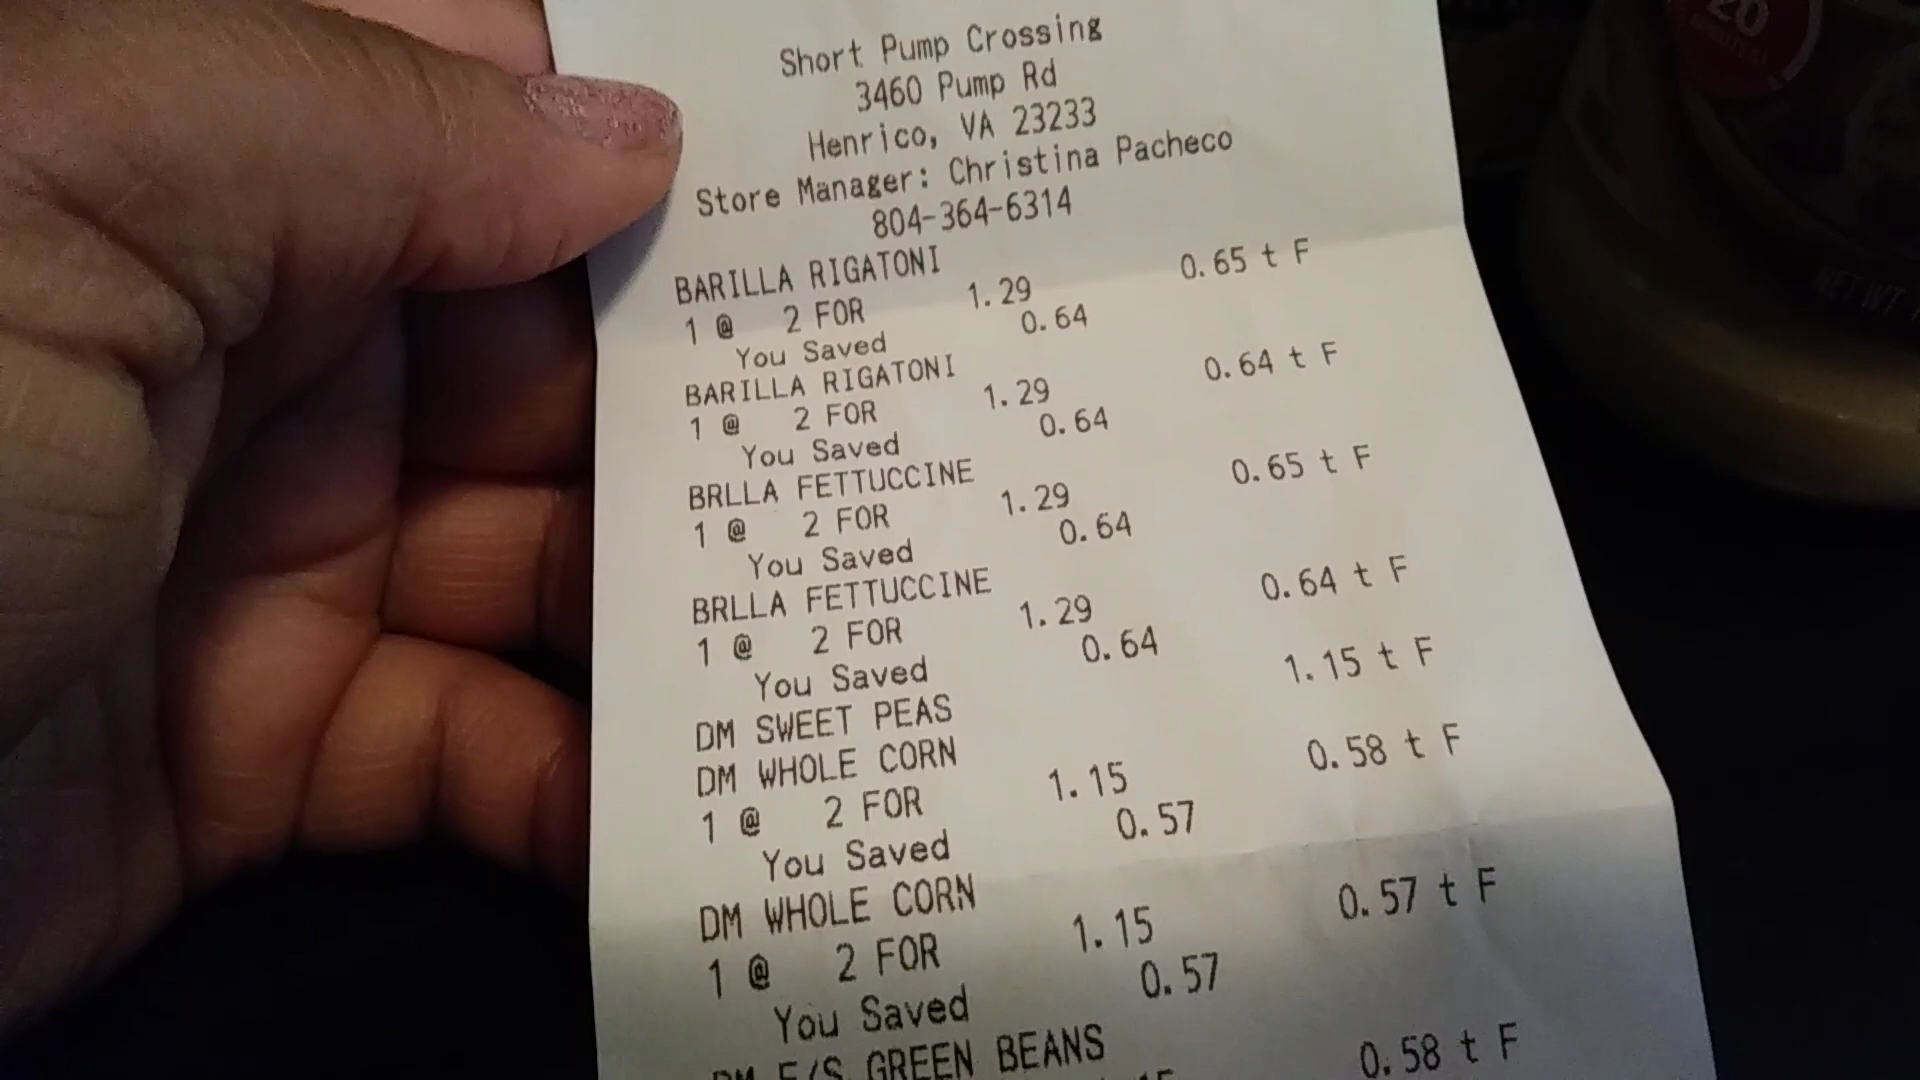 Short Pump Crossing
3460 Pump Rd
Henrico, VA 23233
Store Manager: Christina Pacheco
804-364-6314
BARILLA RIGATONI 0.65 t F
1 @ 2 FOR 1.29
You Saved 0.64
BARILLA RIGATONI 0.64 t F
1 @ 2 FOR 1.29
You Saved 0.64
BRLLA FETTUCCINE 0.65 t F
1 @ 2 FOR 1.29
You Saved 0.64
BRLLA FETTUCCINE 0.64 t F
1 @ 2 FOR 1.29
You Saved 0.64
DM SWEET PEAS 1.15 t F
DM WHOLE CORN 0.58 t F
1 @ 2 FOR 1.15
You Saved 0.57
DM WHOLE CORN 0.57 t F
1 @ 2 FOR 1.15
You Saved 0.57
DM F/S GREEN BEANS 0.58 t F
20
NET WT